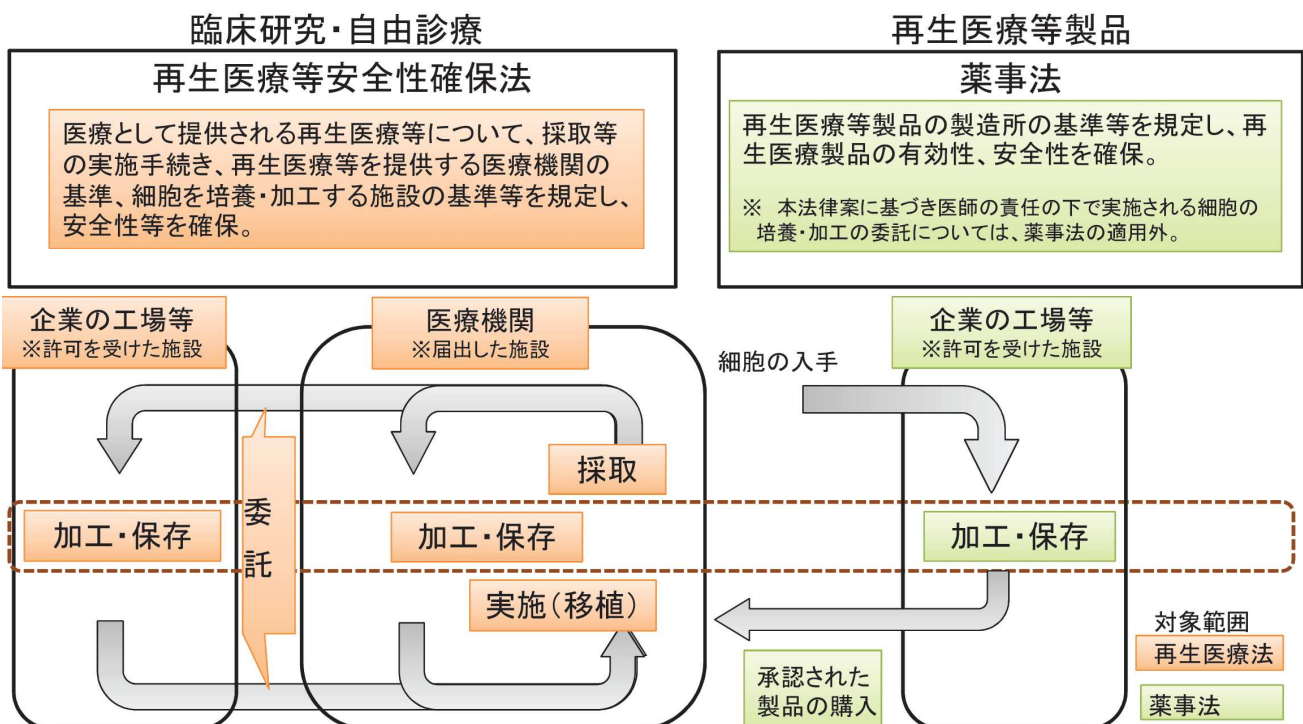 臨床研究・自由診療
再生医療等安全性確保法
医療として提供される再生医療等について、採取等
の実施手続き、再生医療等を提供する医療機関の
基準、細胞を培養・加工する施設の基準等を規定し、
安全性等を確保。
再生医療等製品
薬事法
再生医療等製品の製造所の基準等を規定し、再
生医療製品の有効性、安全性を確保。
※ 本法律案に基づき医師の責任の下で実施される細胞の
培養・加工の委託については、薬事法の適用外。
企業の工場等
※許可を受けた施設
医療機関
※届出した施設
細胞の入手
企業の工場等
※許可を受けた施設
採取
委
託
加工・保存
加工・保存
加工・保存
実施(移植)
承認された
製品の購入
対象範囲
再生医療法
薬事法